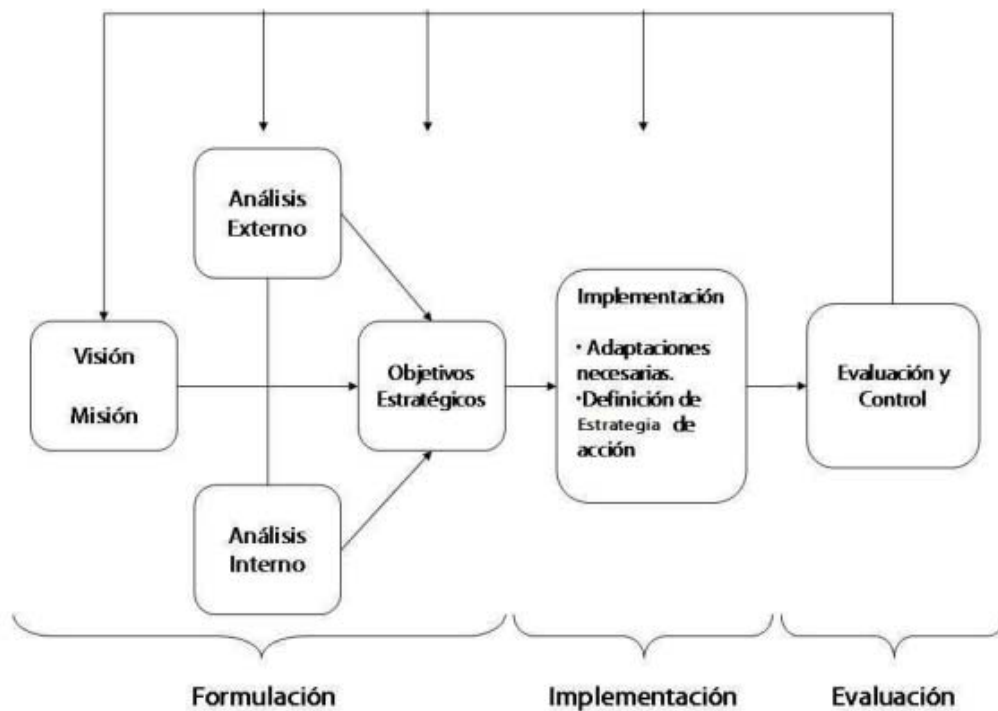 Análisis
Externo
Visión
Misión
Objetivos
Estratégicos
Implementación
• Adaptaciones
necesarias.
•Definición de
Estrategia de
acción
Evaluación y
Control
Análisis
Interno
Formulación
Implementación
Evaluación